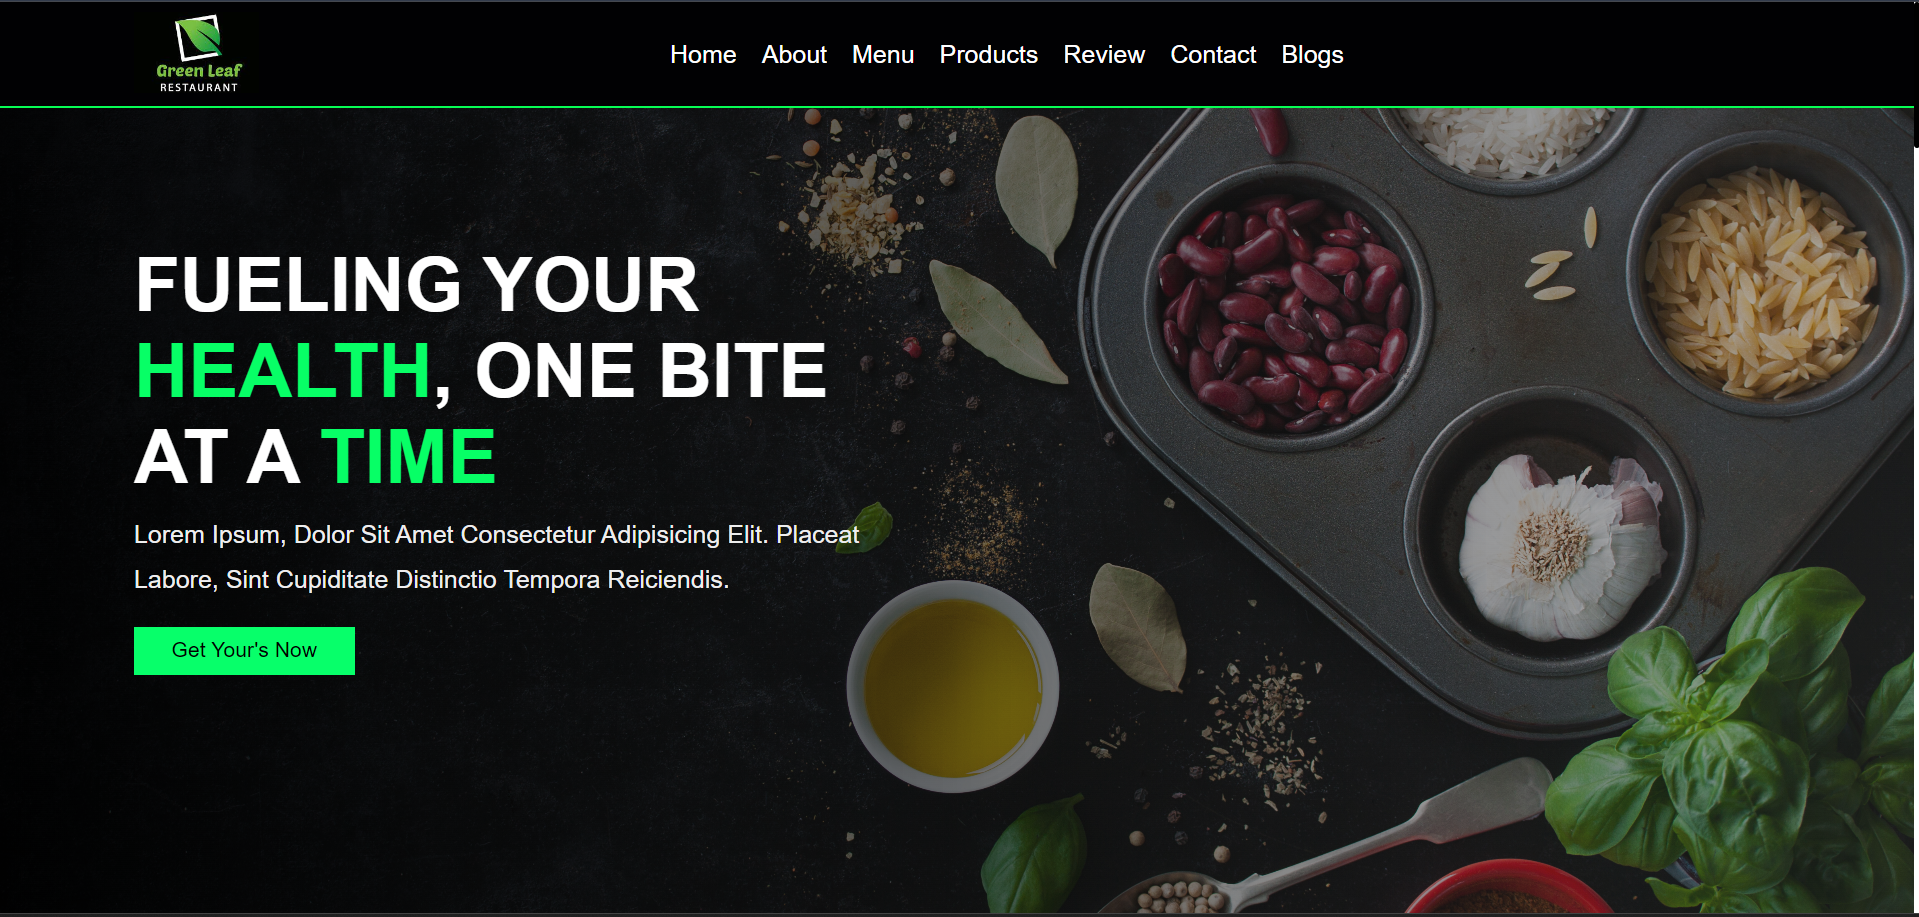 Green Leaf
RESTAURANT
Home About Menu Products Review Contact Blogs
FUELING YOUR
HEALTH, ONE BITE
AT A TIME
Lorem Ipsum, Dolor Sit Amet Consectetur Adipisicing Elit. Placeat
Labore, Sint Cupiditate Distinctio Tempora Reiciendis.
Get Your's Now